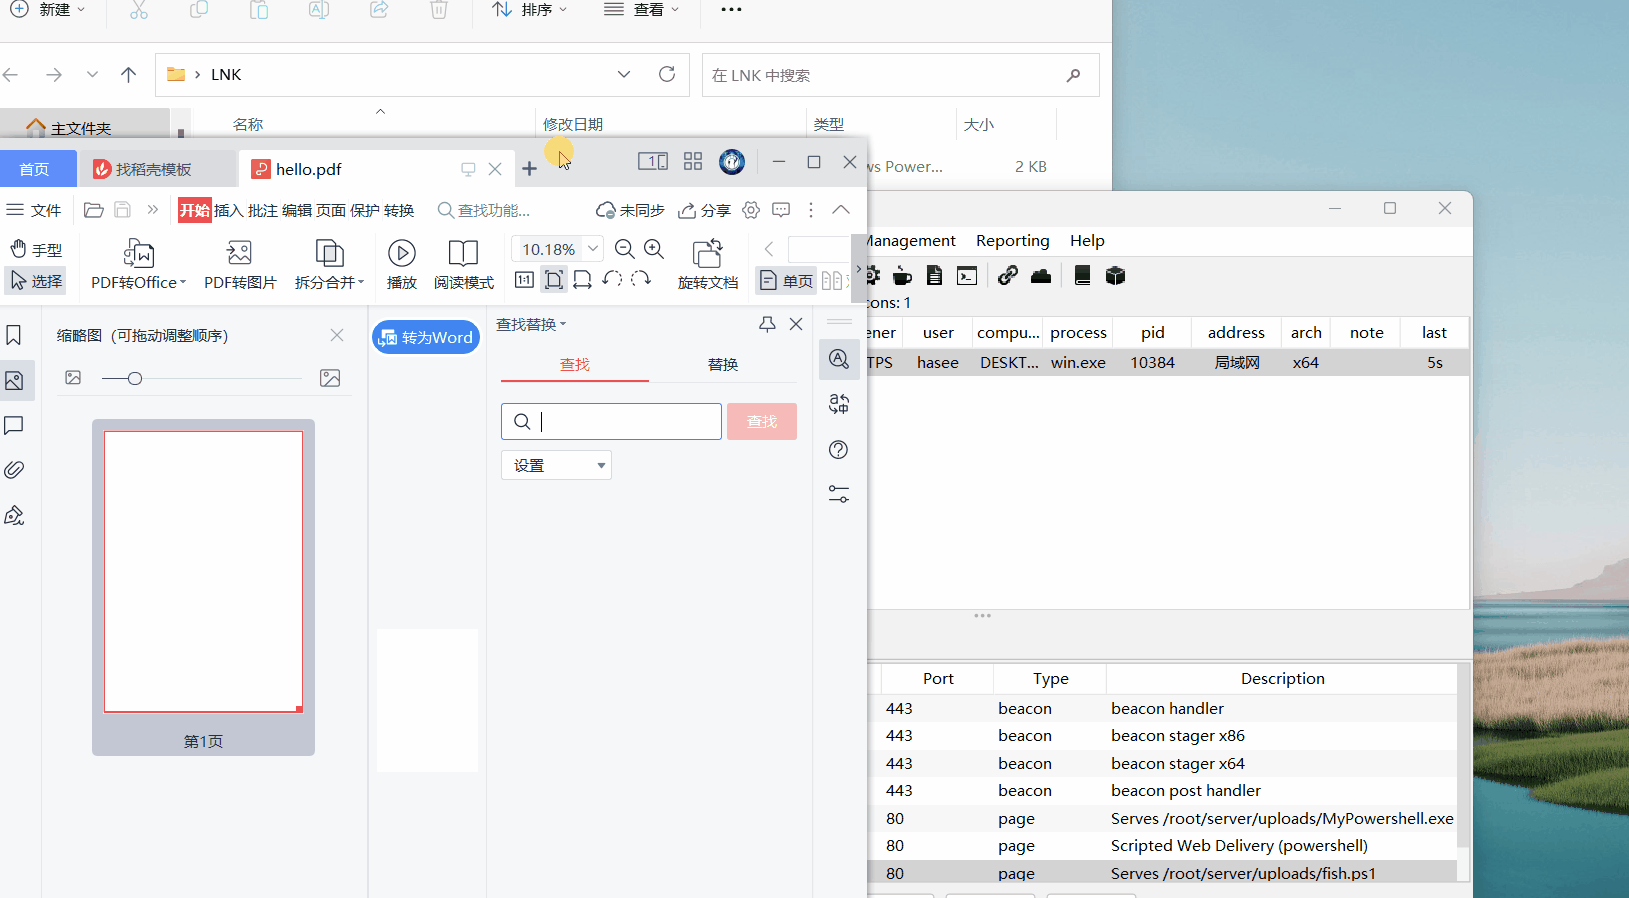 新建
排序
查看
LNK
在 LNK 中搜索
主文件夹
名称
修改日期
类型
大小
ws Power...
2 KB
首页
找稻壳模板
hello.pdf
1
文件
开始 插入 批注 编辑 页面 保护 转换
查找功能...
未同步
分享
手型
选择
PDF转Office
PDF转图片
拆分合并
播放
阅读模式
10.18%
1:1
旋转文档
单页
缩略图 (可拖动调整顺序)
第1页
转为Word
查找替换
查找
替换
查找
设置
Management Reporting Help
cons: 1
ener user compu... process pid address arch note last
TPS hasee DESKT... win.exe 10384 局域网 x64 5s
Port Type Description
443 beacon beacon handler
443 beacon beacon stager x86
443 beacon beacon stager x64
443 beacon beacon post handler
80 page Serves /root/server/uploads/MyPowershell.exe
80 page Scripted Web Delivery (powershell)
80 page Serves /root/server/uploads/fish.ps1